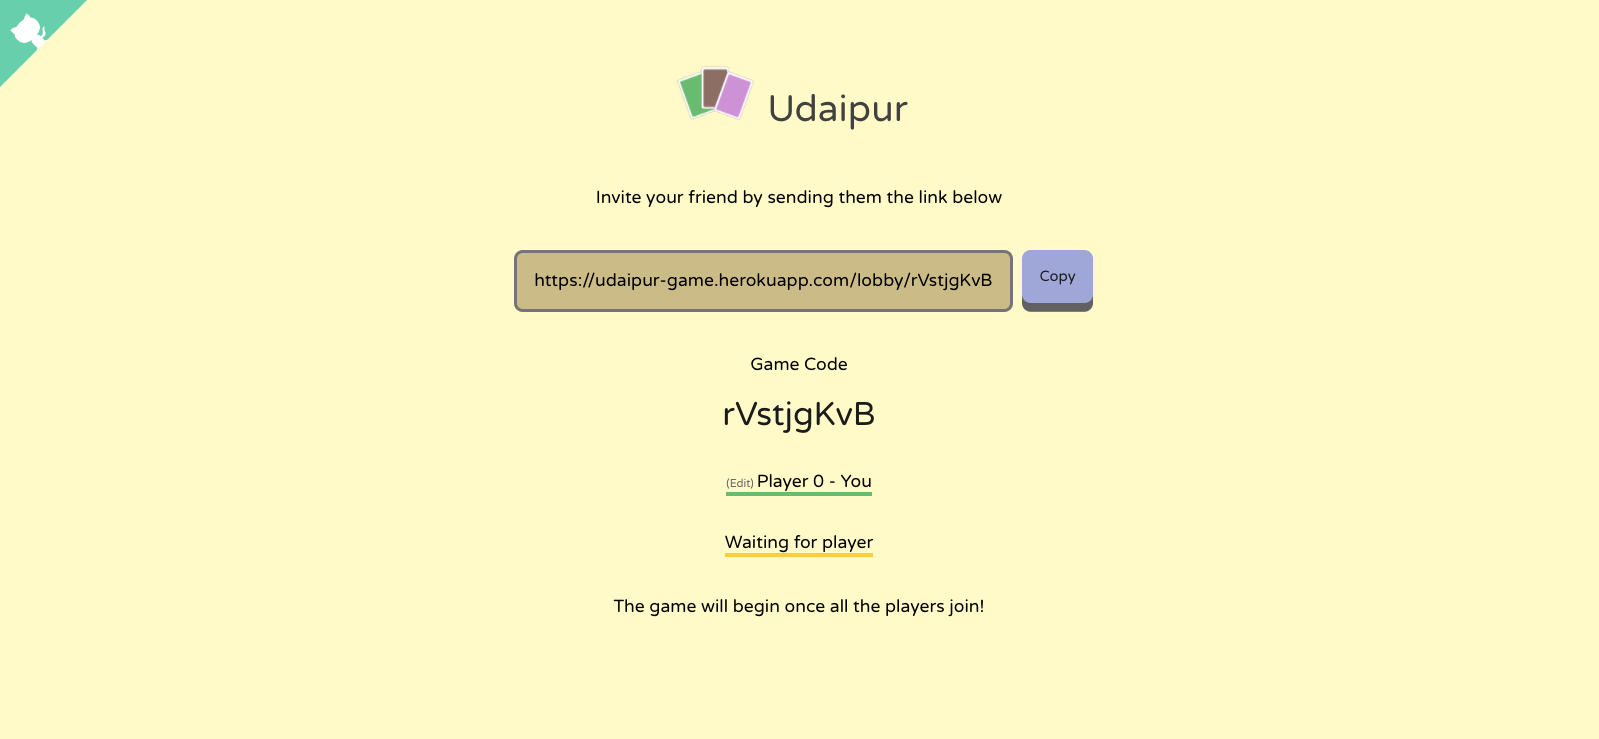 Udaipur
Invite your friend by sending them the link below
https://udaipur-game.herokuapp.com/lobby/rVstjgKvB
Copy
Game Code
rVstjgKvB
(Edit) Player 0 - You
Waiting for player
The game will begin once all the players join!